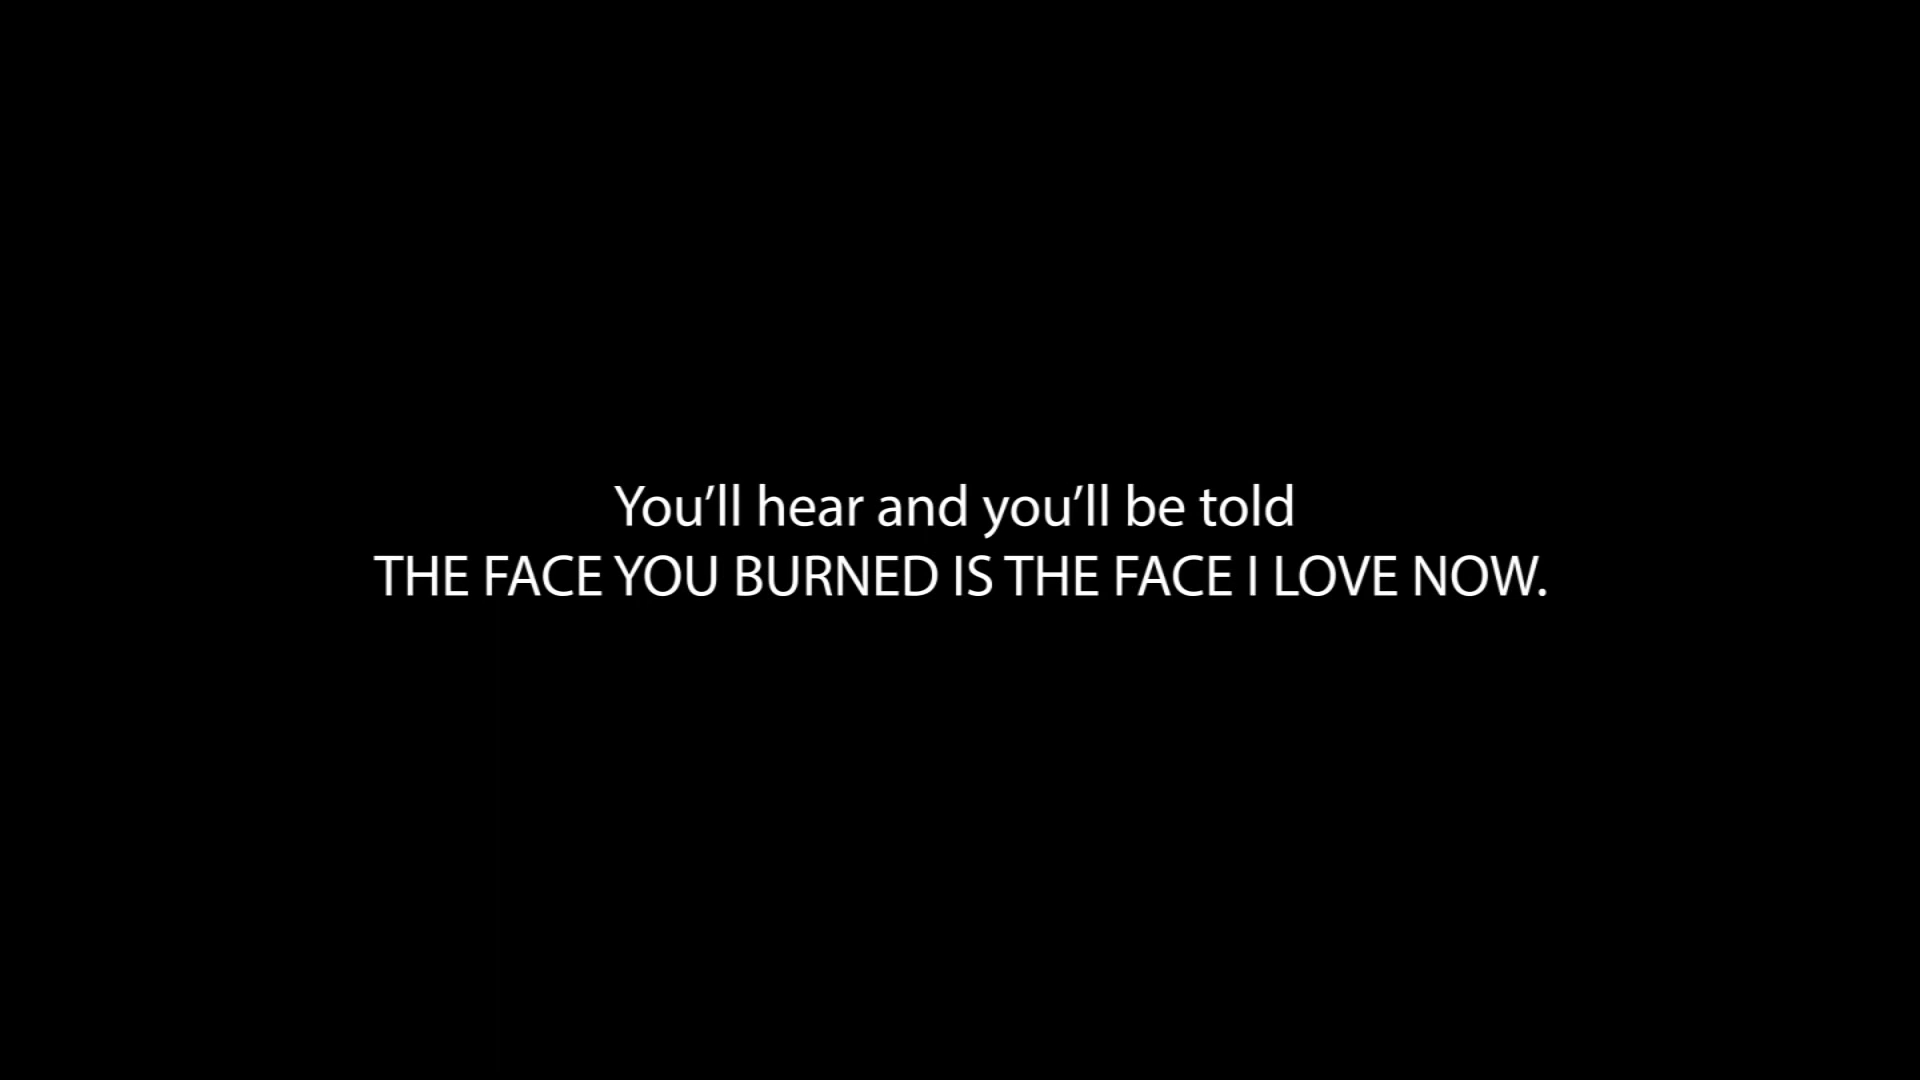 You’ll hear and you’ll be told
THE FACE YOU BURNED IS THE FACE I LOVE NOW.